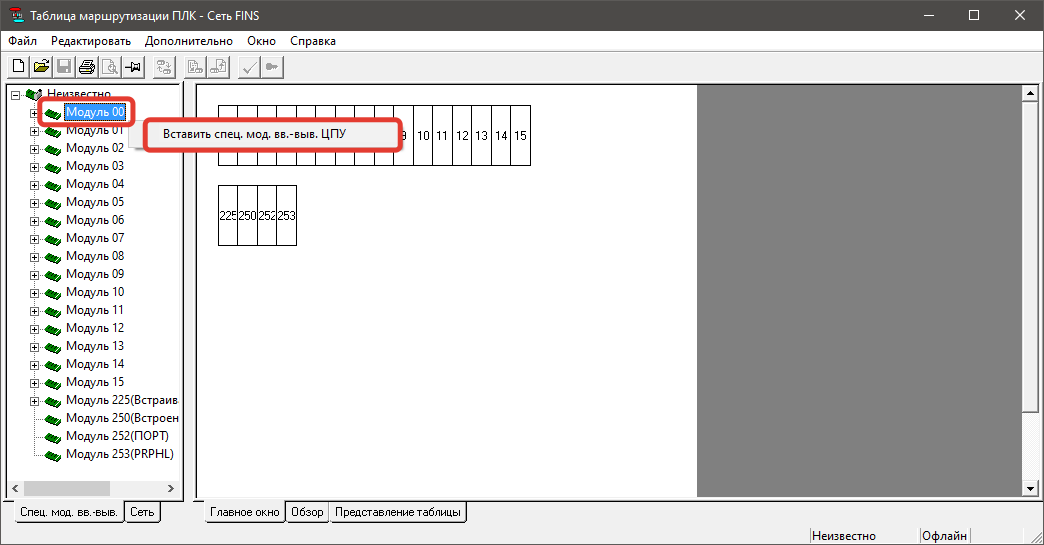 Таблица маршрутизации ПЛК - Сеть FINS
Файл Редактировать Дополнительно Окно Справка
Неизвестно
Модуль 00
Модуль 01
Модуль 02
Модуль 03
Модуль 04
Модуль 05
Модуль 06
Модуль 07
Модуль 08
Модуль 09
Модуль 10
Модуль 11
Модуль 12
Модуль 13
Модуль 14
Модуль 15
Модуль 225(Встраив
Модуль 250(Встроен
Модуль 252(ПОРТ)
Модуль 253(PRPHL)
Вставить спец. мод. вв.-выв. ЦПУ
9 10 11 12 13 14 15
225 250 252 253
Спец. мод. вв.-выв. Сеть
Главное окно Обзор Представление таблицы
Неизвестно Офлайн